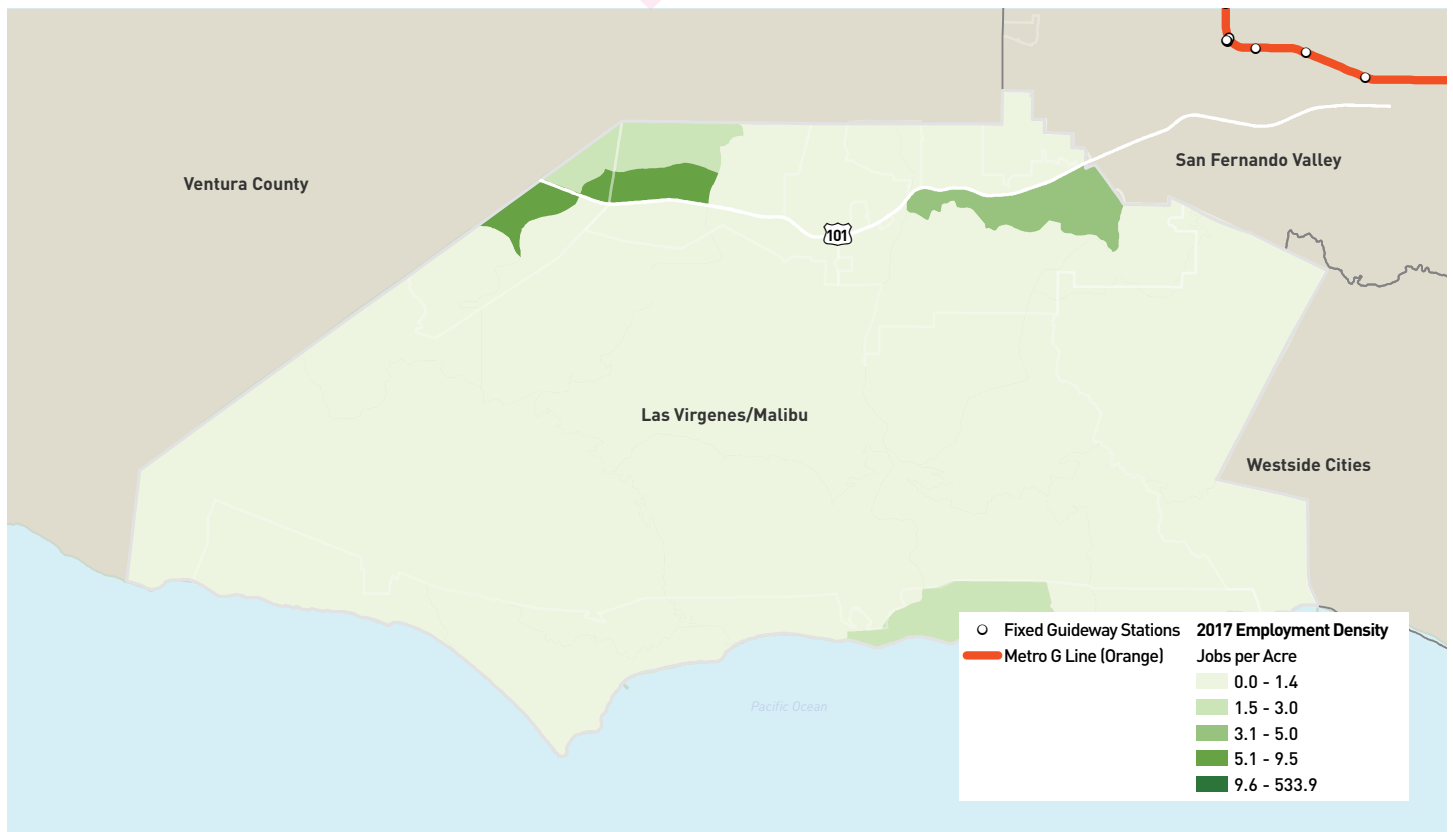 San Fernando Valley
Ventura County
101
Las Virgenes/Malibu
Westside Cities
Pacific Ocean
Fixed Guideway Stations
Metro G Line (Orange)
2017 Employment Density
Jobs per Acre
0.0 - 1.4
1.5 - 3.0
3.1 - 5.0
5.1 - 9.5
9.6 - 533.9